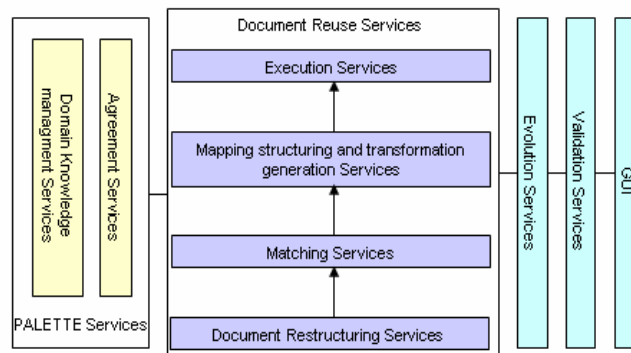 Document Reuse Services
Execution Services
Mapping structuring and transformation
generation Services
Matching Services
Document Restructuring Services
Domain Knowledge
managment Services
Agreement Services
PALETTE Services
Evolution Services
Validation Services
GUI